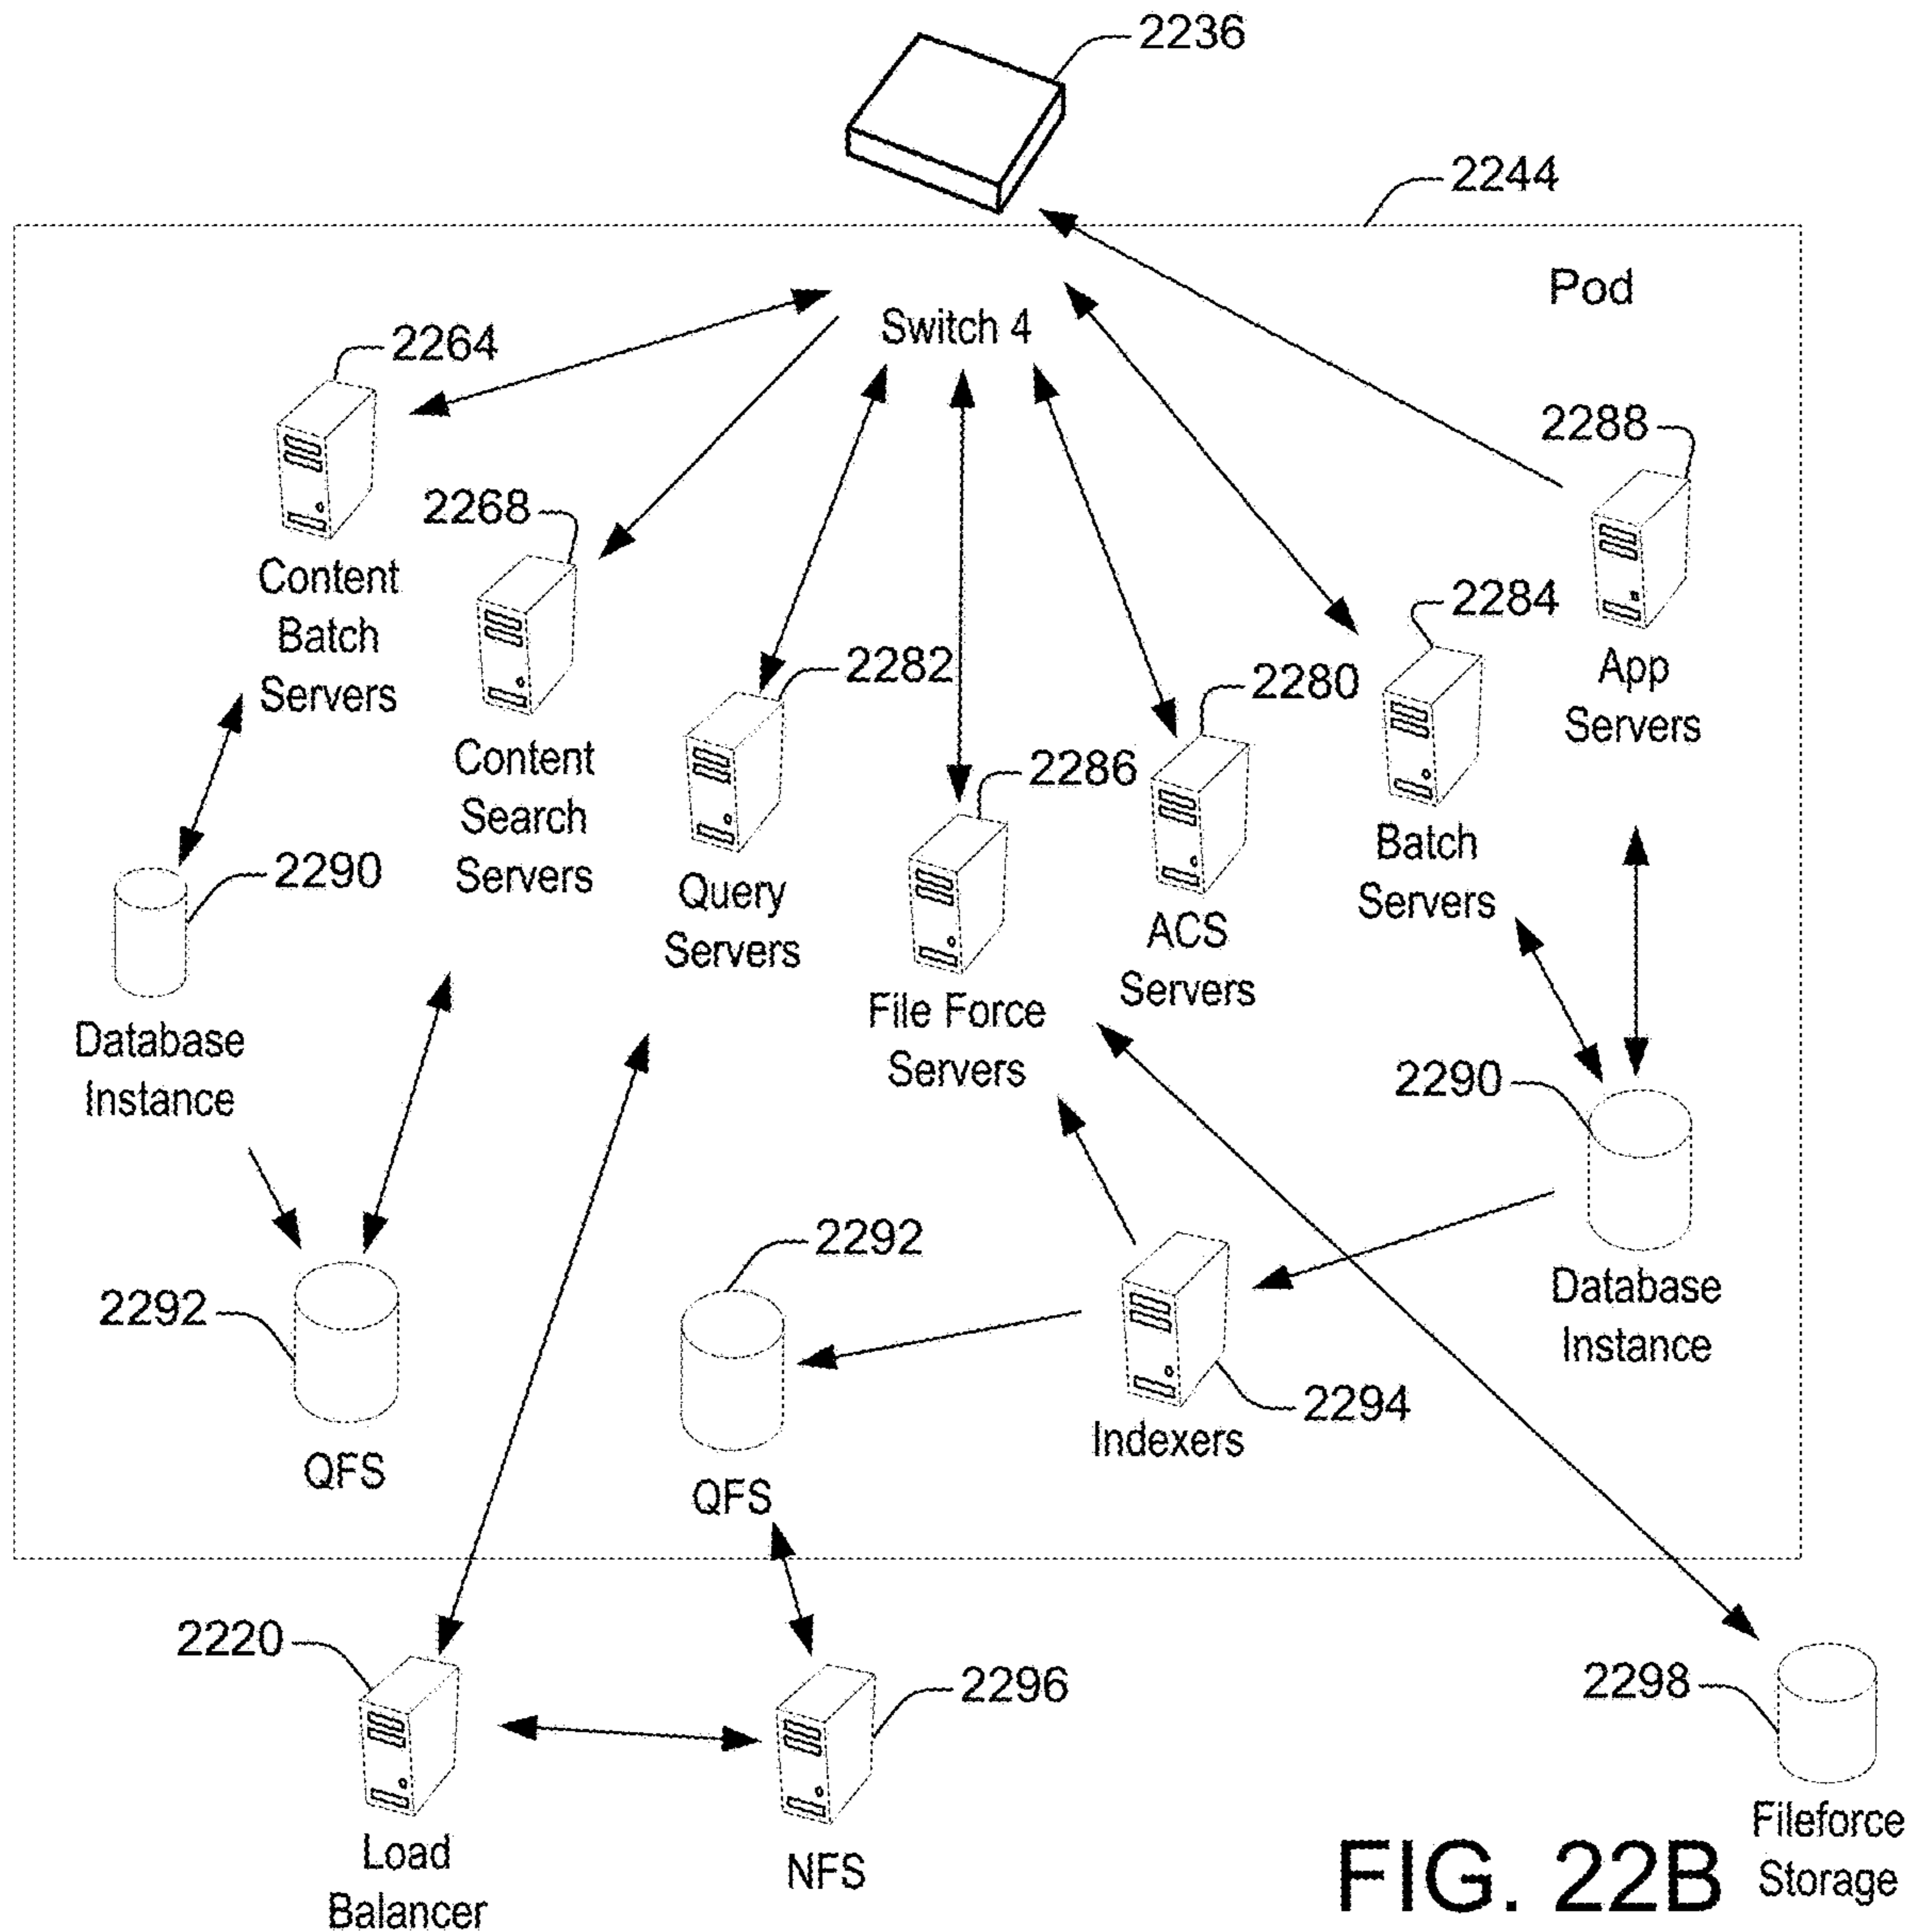 2236
2244
Pod
Switch 4
2264
2288
2268
Content
Batch
Servers
2284
2282
2280
App
Servers
Content
Search
Servers
2286
Batch
Servers
2290
Query
Servers
ACS
Servers
File Force
Servers
Database
Instance
2290
2292
2292
Database
Instance
2294
Indexers
QFS
QFS
2220
2296
2298
Load
Balancer
NFS
Fileforce
Storage
FIG. 22B